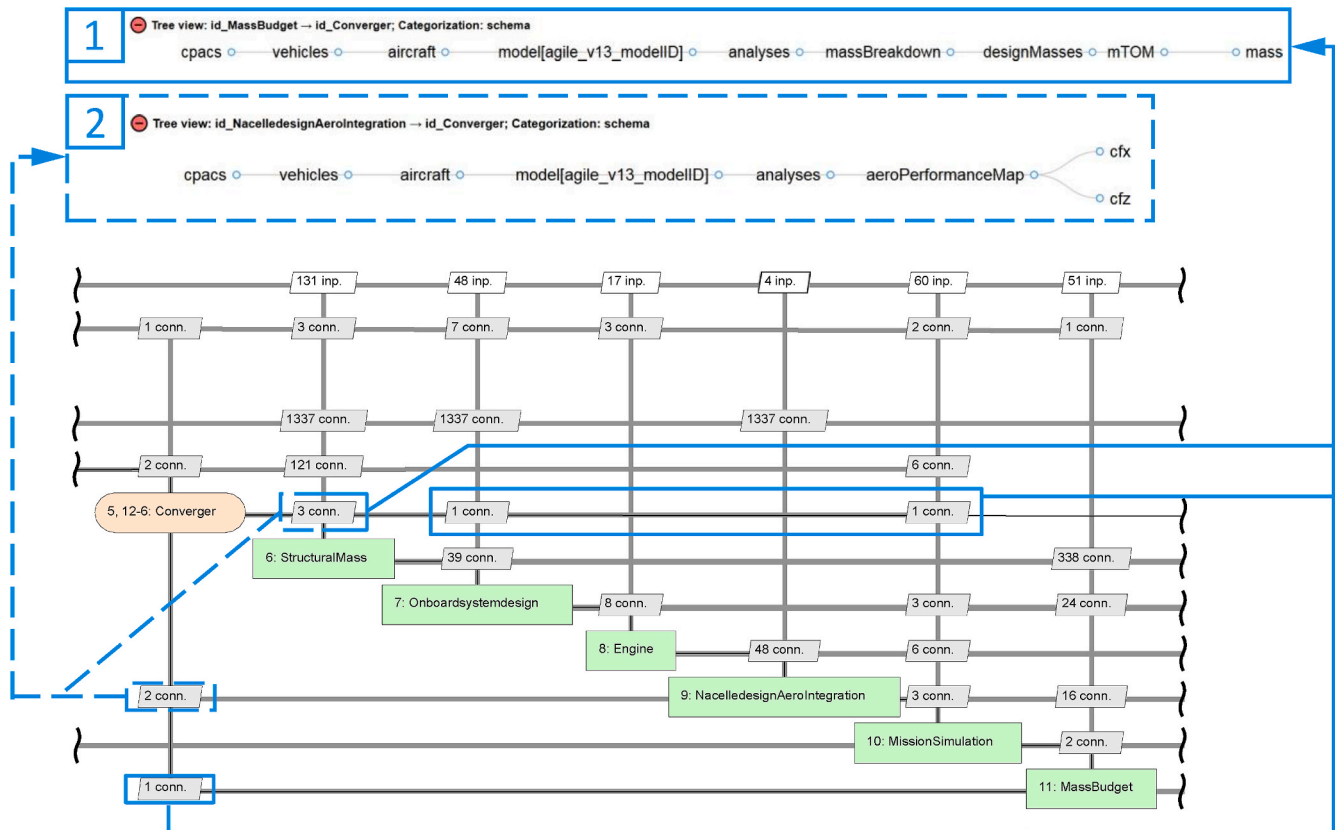 1
Tree view: id_MassBudget → id_Converger; Categorization: schema
cpacs vehicles aircraft model[agile_v13_modelID] analyses massBreakdown designMasses mTOM mass
2
Tree view: id_NacelledesignAeroIntegration → id_Converger; Categorization: schema
cfx
cpacs vehicles aircraft model[agile_v13_modelID] analyses aeroPerformanceMap
cfz
131 inp. 48 inp. 17 inp. 4 inp. 60 inp. 51 inp.
1 conn. 3 conn. 7 conn. 3 conn. 2 conn. 1 conn.
1337 conn. 1337 conn. 1337 conn.
2 conn. 121 conn. 6 conn.
5, 12-6: Converger 3 conn. 1 conn. 1 conn.
6: StructuralMass 39 conn. 338 conn.
7: Onboardsystemdesign 8 conn. 3 conn. 24 conn.
8: Engine 48 conn. 6 conn.
2 conn. 9: NacelledesignAeroIntegration 3 conn. 16 conn.
10: MissionSimulation 2 conn.
1 conn. 11: MassBudget